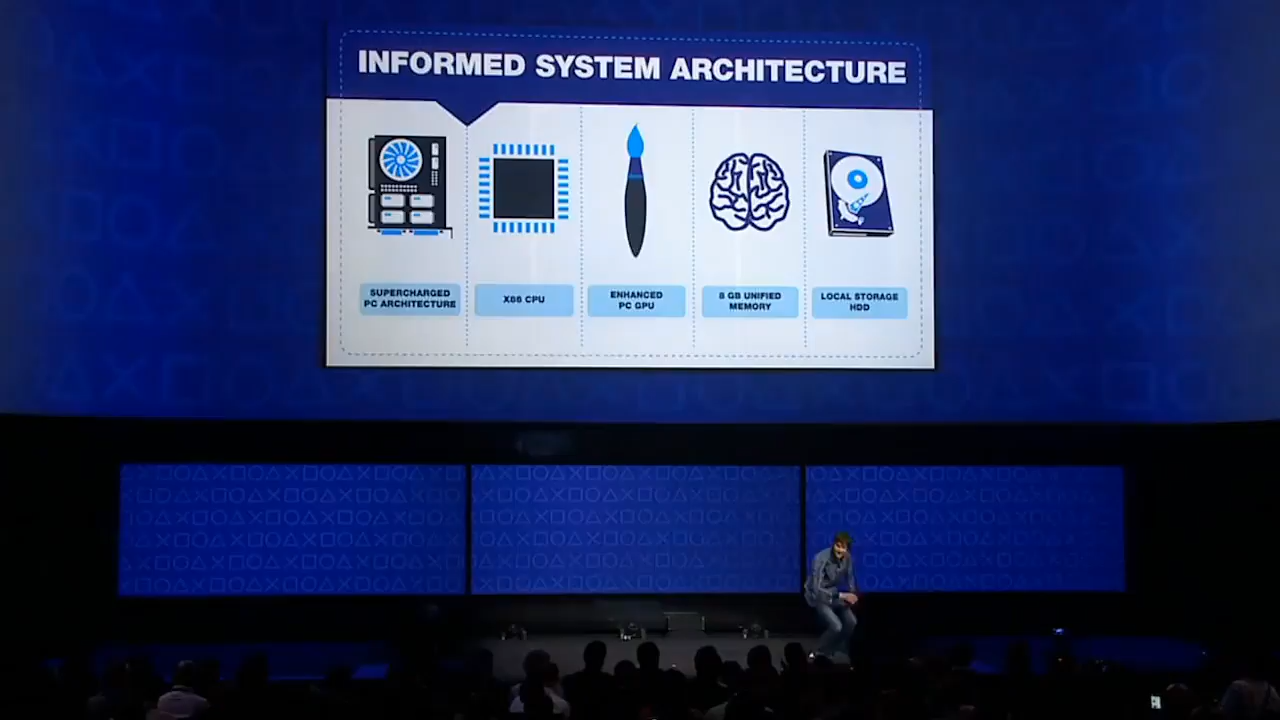 INFORMED SYSTEM ARCHITECTURE
SUPERCHARGED
PC ARCHITECTURE
X86 CPU
ENHANCED
PC GPU
8 GB UNIFIED
MEMORY
LOCAL STORAGE
HDD